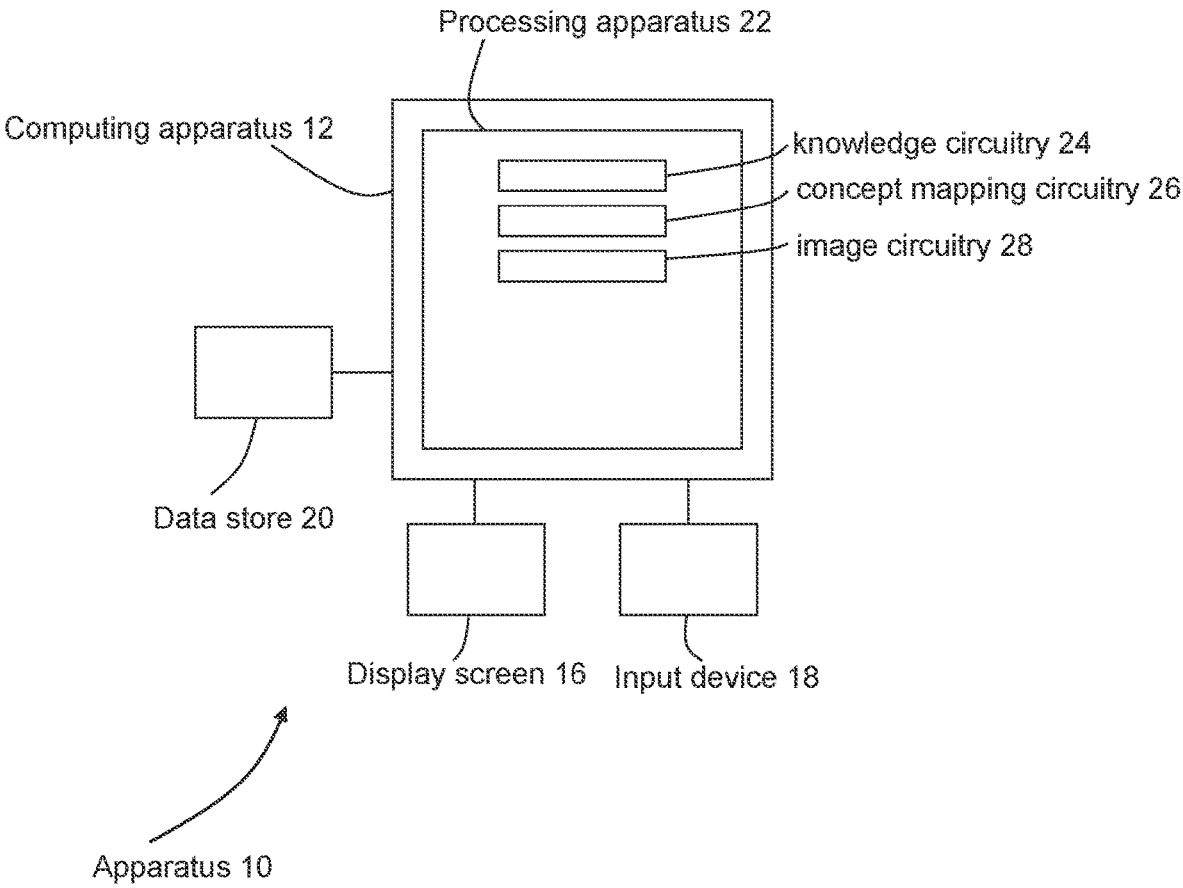 Processing apparatus 22
Computing apparatus 12
knowledge circuitry 24
concept mapping circuitry 26
image circuitry 28
Data store 20
Display screen 16
Input device 18
Apparatus 10